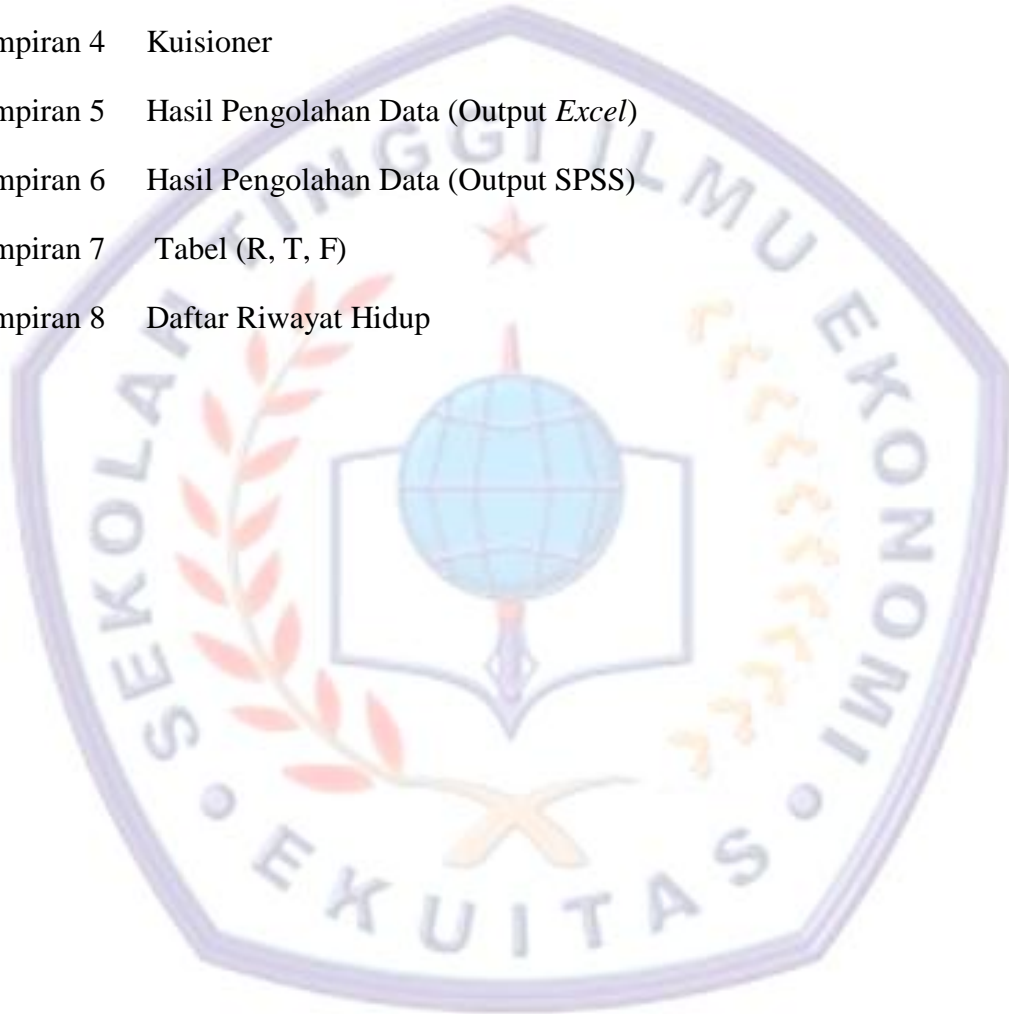 mpiran 4 Kuisioner
mpiran 5 Hasil Pengolahan Data (Output Excel)
mpiran 6 Hasil Pengolahan Data (Output SPSS)
mpiran 7 Tabel (R, T, F)
mpiran 8 Daftar Riwayat Hidup
SEKOLAH TINGGI ILMU EKONOMI
• EKUITAS •